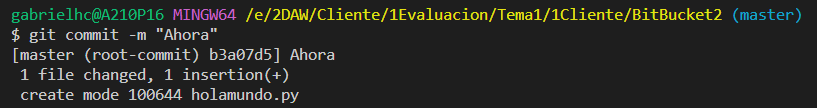 gabrielhc@A210P16 MINGW64 /e/2DAW/Cliente/1Evaluacion/Tema1/1Cliente/BitBucket2 (master)
$ git commit -m "Ahora"
[master (root-commit) b3a07d5] Ahora
 1 file changed, 1 insertion(+)
 create mode 100644 holamundo.py